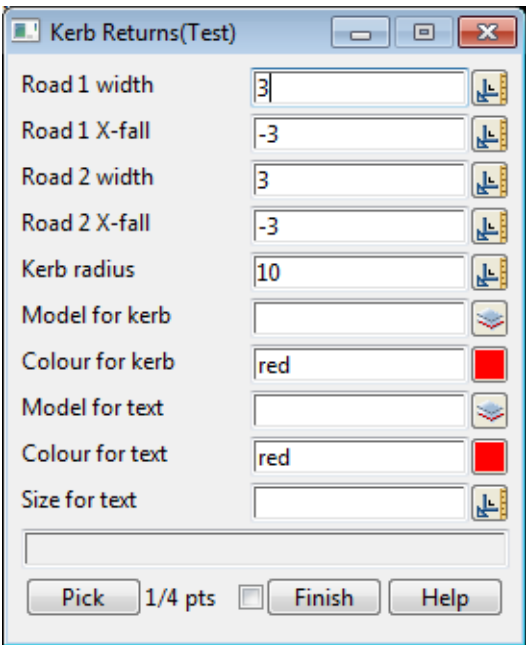 Kerb Returns(Test)
Road 1 width 3
Road 1 X-fall -3
Road 2 width 3
Road 2 X-fall -3
Kerb radius 10
Model for kerb
Colour for kerb red
Model for text
Colour for text red
Size for text
Pick 1/4 pts Finish Help